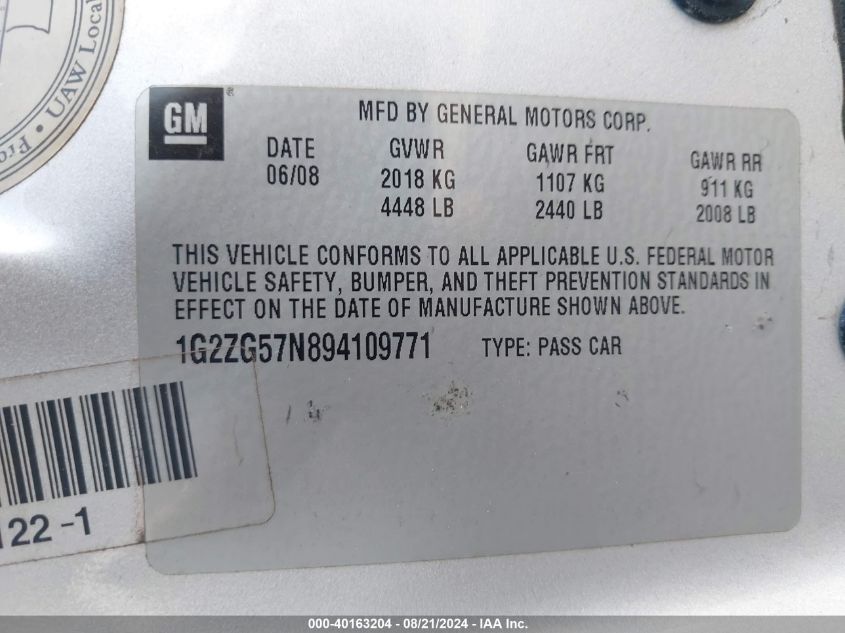 UAW Local
Pro
GM
®
MFD BY GENERAL MOTORS CORP.
DATE GVWR GAWR FRT GAWR RR
06/08 2018 KG 1107 KG 911 KG
4448 LB 2440 LB 2008 LB
THIS VEHICLE CONFORMS TO ALL APPLICABLE U.S. FEDERAL MOTOR
VEHICLE SAFETY, BUMPER, AND THEFT PREVENTION STANDARDS IN
EFFECT ON THE DATE OF MANUFACTURE SHOWN ABOVE.
1G2ZG57N894109771 TYPE: PASS CAR
122-1
000-40163204 - 08/21/2024 - IAA Inc.